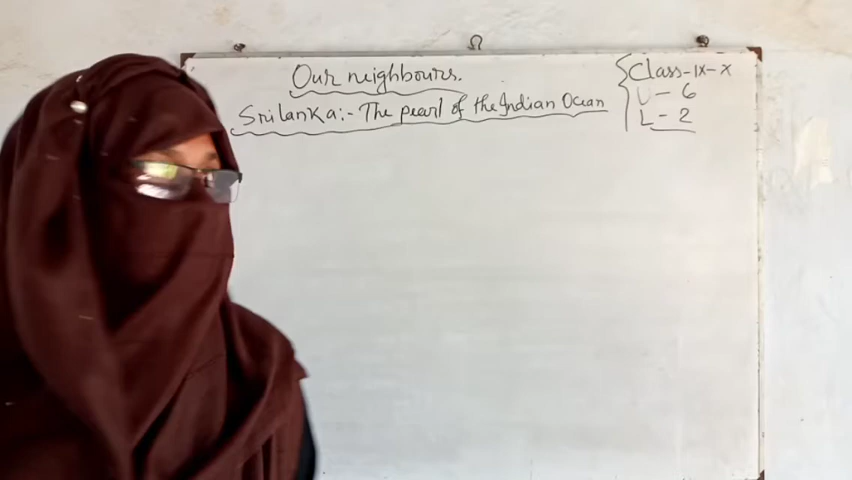 Our neighbours.
Srilanka:- The pearl of the Indian Ocean
Class-IX-X
U-6
L-2